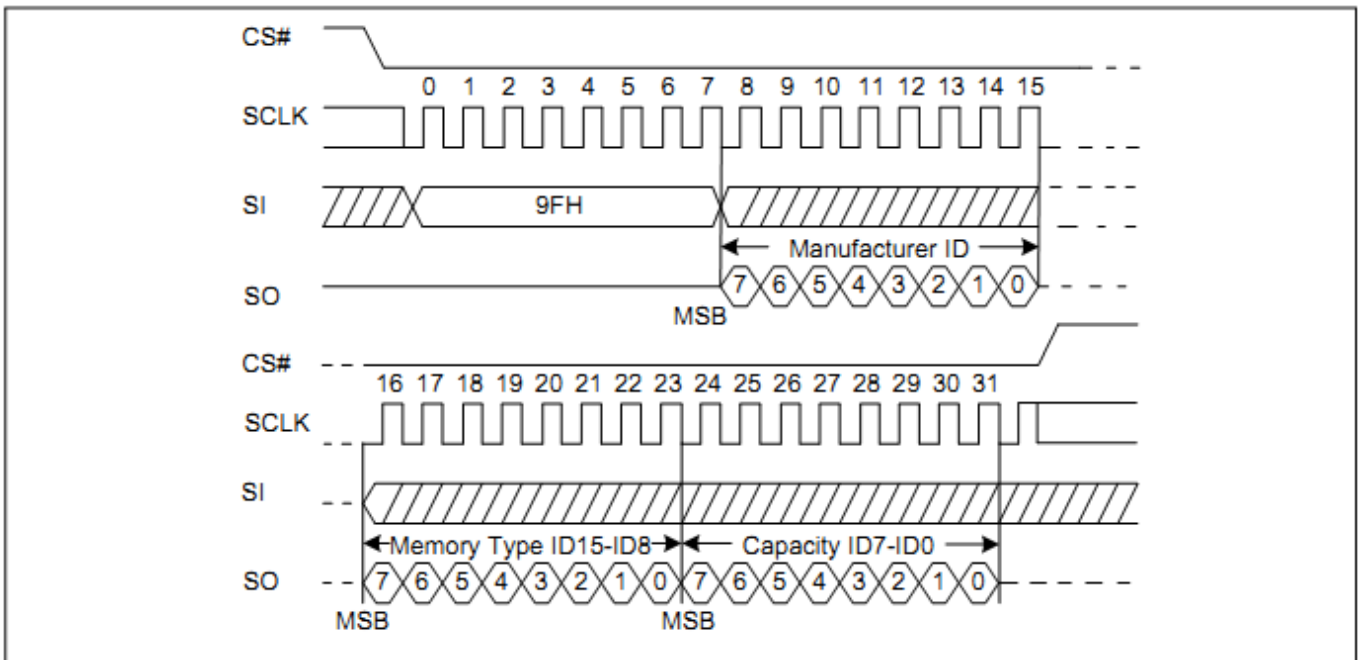 CS#
0 1 2 3 4 5 6 7 8 9 10 11 12 13 14 15
SCLK
SI 9FH
Manufacturer ID
SO 7 6 5 4 3 2 1 0
MSB
CS#
16 17 18 19 20 21 22 23 24 25 26 27 28 29 30 31
SCLK
SI
Memory Type ID15-ID8 Capacity ID7-ID0
SO 7 6 5 4 3 2 1 0 7 6 5 4 3 2 1 0
MSB MSB